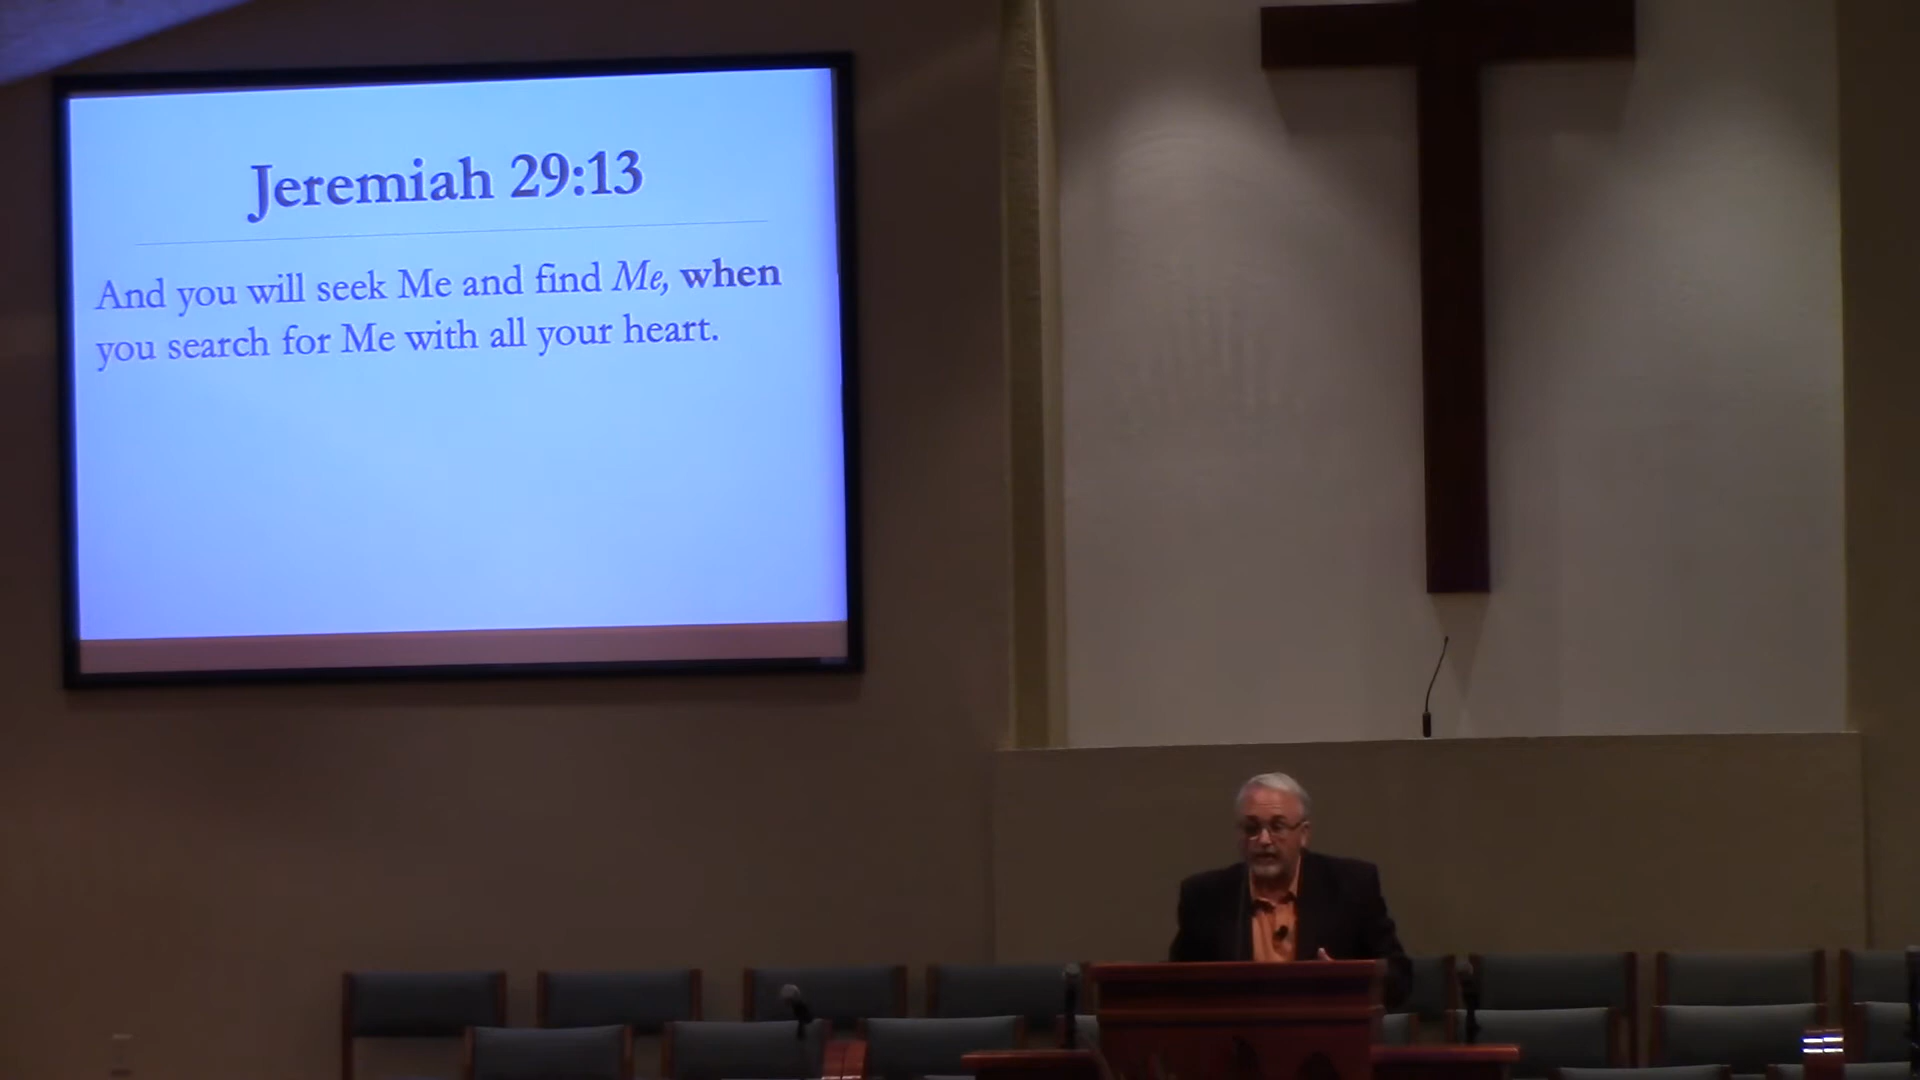 Jeremiah 29:13
And you will seek Me and find Me, when
you search for Me with all your heart.